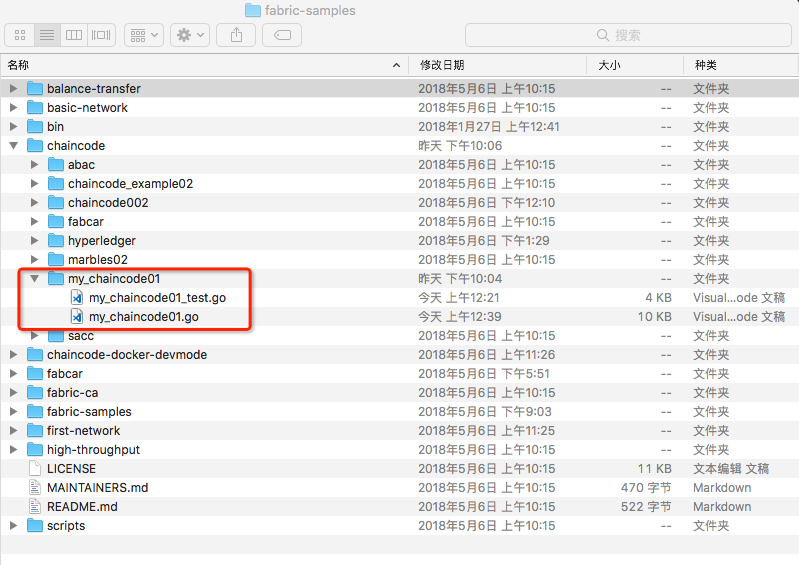 fabric-samples
搜索
名称 修改日期 大小 种类
balance-transfer 2018年5月6日 上午10:15 -- 文件夹
basic-network 2018年5月6日 上午10:15 -- 文件夹
bin 2018年1月27日 上午12:41 -- 文件夹
chaincode 昨天 下午10:06 -- 文件夹
abac 2018年5月6日 上午10:15 -- 文件夹
chaincode_example02 2018年5月6日 上午10:15 -- 文件夹
chaincode002 2018年5月6日 下午12:10 -- 文件夹
fabcar 2018年5月6日 上午10:15 -- 文件夹
hyperledger 2018年5月6日 下午1:29 -- 文件夹
marbles02 2018年5月6日 上午10:15 -- 文件夹
my_chaincode01 昨天 下午10:04 -- 文件夹
my_chaincode01_test.go 今天 上午12:21 4 KB Visual...ode 文稿
my_chaincode01.go 今天 上午12:39 10 KB Visual...ode 文稿
sacc 2018年5月6日 上午10:15 -- 文件夹
chaincode-docker-devmode 2018年5月6日 上午11:26 -- 文件夹
fabcar 2018年5月6日 下午5:51 -- 文件夹
fabric-ca 2018年5月6日 上午10:15 -- 文件夹
fabric-samples 2018年5月6日 下午9:03 -- 文件夹
first-network 2018年5月6日 上午11:25 -- 文件夹
high-throughput 2018年5月6日 上午10:15 -- 文件夹
LICENSE 2018年5月6日 上午10:15 11 KB 文本编辑 文稿
MAINTAINERS.md 2018年5月6日 上午10:15 470 字节 Markdown
README.md 2018年5月6日 上午10:15 522 字节 Markdown
scripts 2018年5月6日 上午10:15 -- 文件夹